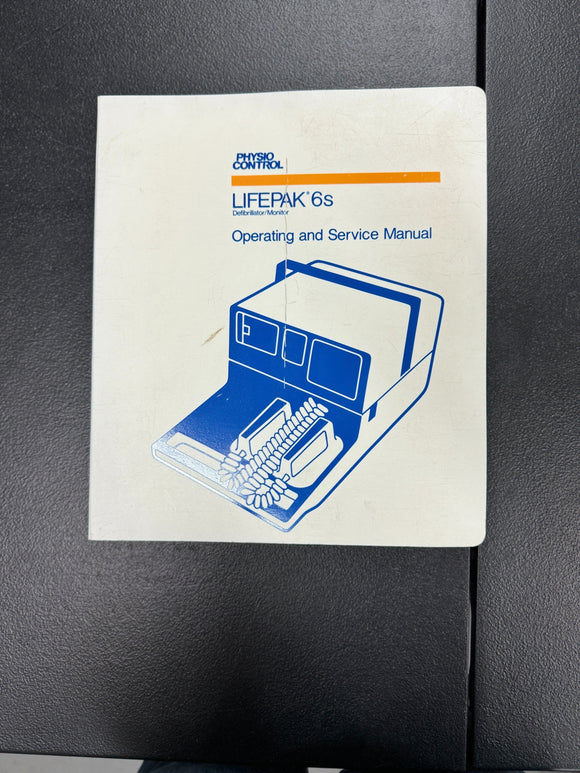 PHYSIO
CONTROL
LIFEPAK® 6s
Defibrillator/Monitor
Operating and Service Manual